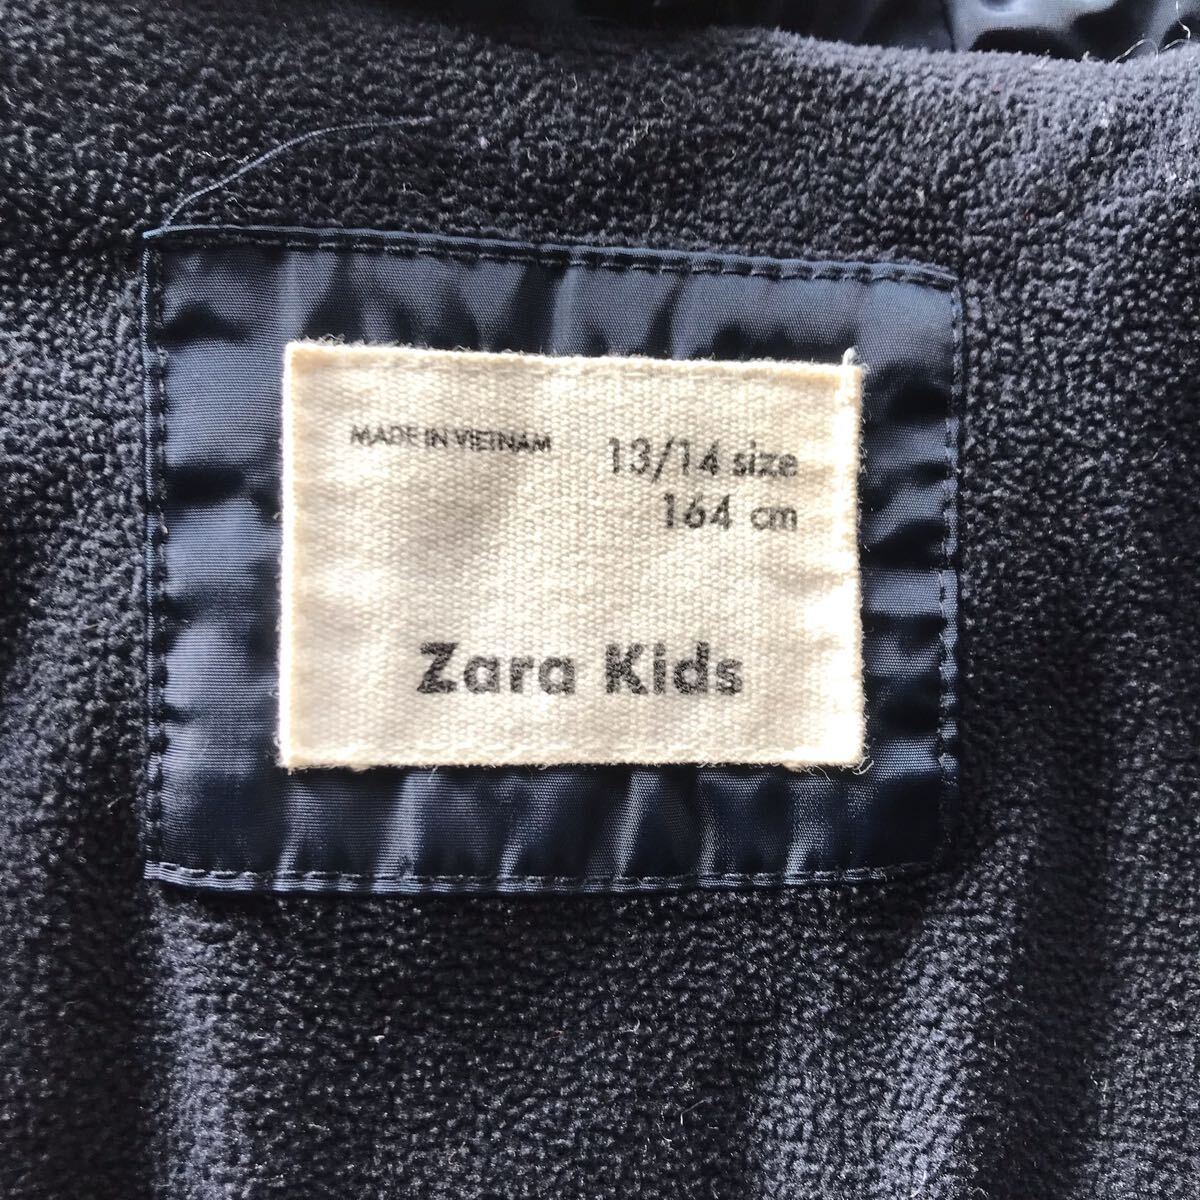 MADE IN VIETNAM
13/14 size
164 cm
Zara Kids